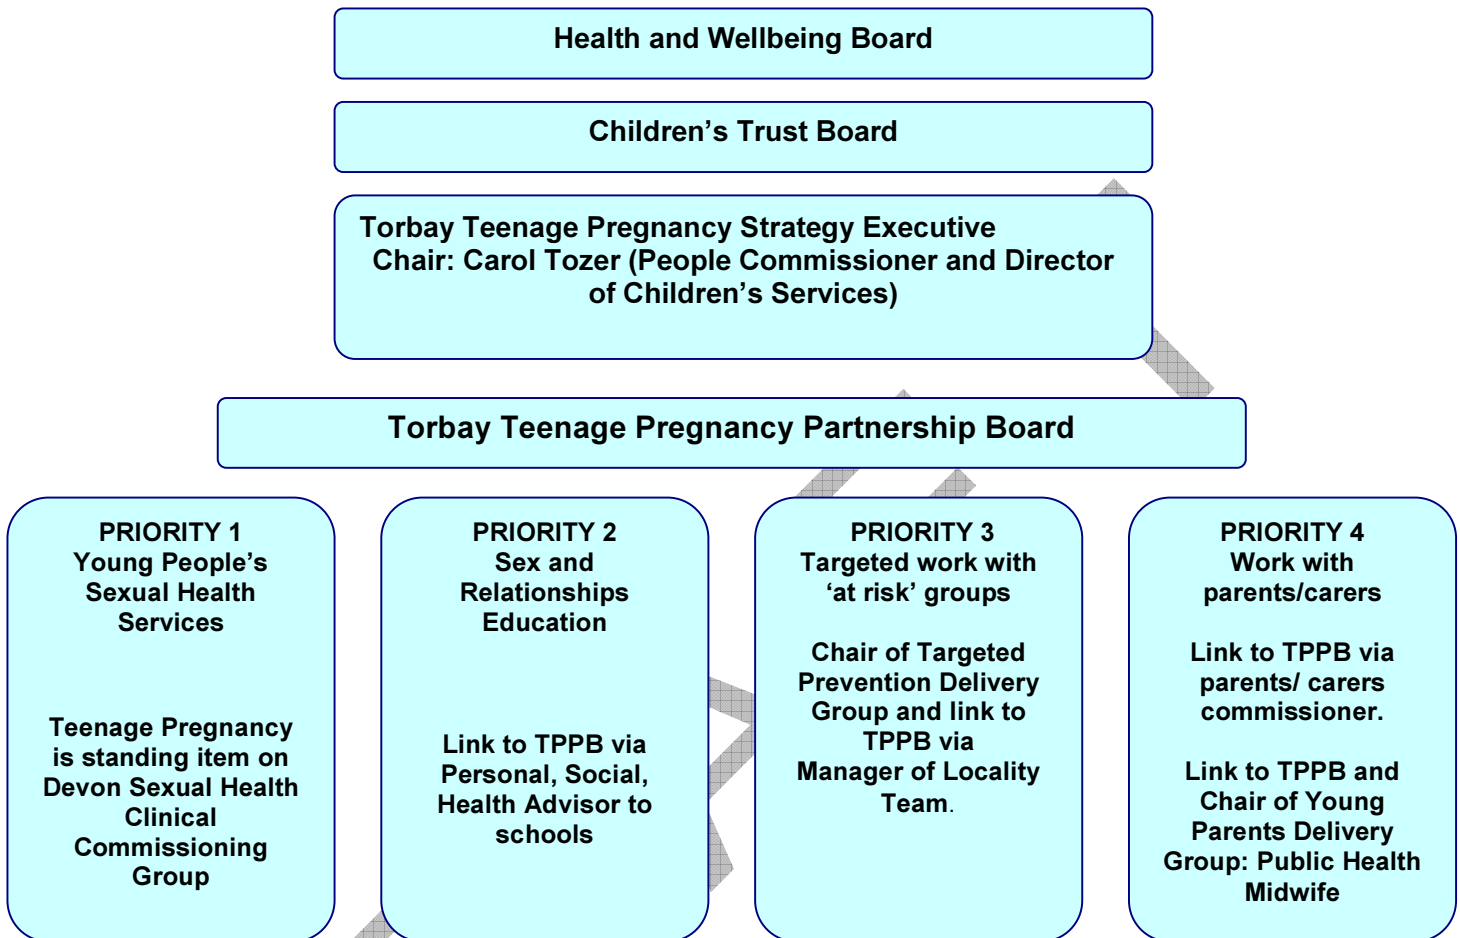 Health and Wellbeing Board
Children’s Trust Board
Torbay Teenage Pregnancy Strategy Executive
Chair: Carol Tozer (People Commissioner and Director
of Children’s Services)
Torbay Teenage Pregnancy Partnership Board
PRIORITY 1
Young People’s
Sexual Health
Services
Teenage Pregnancy
is standing item on
Devon Sexual Health
Clinical
Commissioning
Group
PRIORITY 2
Sex and
Relationships
Education
Link to TPPB via
Personal, Social,
Health Advisor to
schools
PRIORITY 3
Targeted work with
‘at risk’ groups
Chair of Targeted
Prevention Delivery
Group and link to
TPPB via
Manager of Locality
Team.
PRIORITY 4
Work with
parents/carers
Link to TPPB via
parents/ carers
commissioner.
Link to TPPB and
Chair of Young
Parents Delivery
Group: Public Health
Midwife